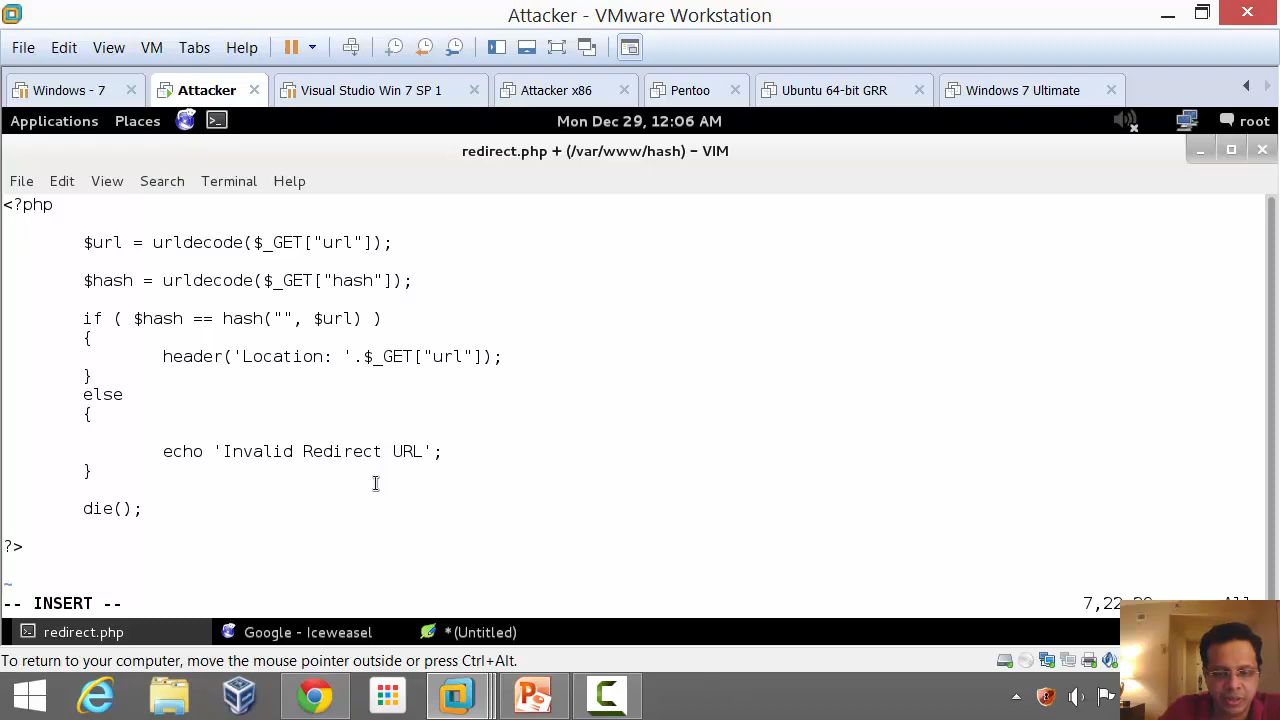 Attacker - VMware Workstation
File Edit View VM Tabs Help
Windows - 7 Attacker Visual Studio Win 7 SP 1 Attacker x86 Pentoo Ubuntu 64-bit GRR Windows 7 Ultimate
Applications Places Mon Dec 29, 12:06 AM root
redirect.php + (/var/www/hash) - VIM
File Edit View Search Terminal Help
<?php
$url = urldecode($_GET["url"]);
$hash = urldecode($_GET["hash"]);
if ( $hash == hash("", $url) )
{
header('Location: '.$_GET["url"]);
}
else
{
echo 'Invalid Redirect URL';
}
die();
?>
~
-- INSERT -- 7,22
redirect.php Google - Iceweasel *(Untitled)
To return to your computer, move the mouse pointer outside or press Ctrl+Alt.